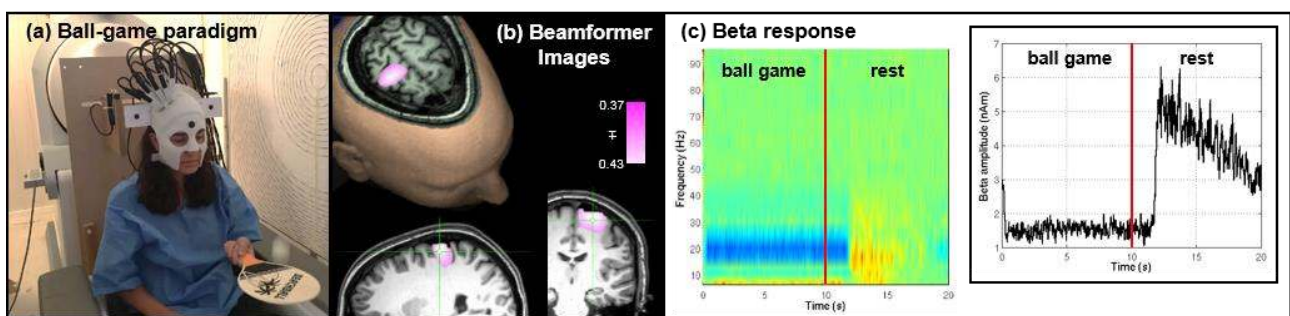 (a) Ball-game paradigm
(b) Beamformer
Images
0.37
Ŧ
0.43
(c) Beta response
ball game
rest
Frequency (Hz)
90
80
70
60
50
40
30
20
10
0
5
10
15
20
Time (s)
ball game
rest
Beta amplitude (nAm)
7
6
5
4
3
2
1
0
5
10
15
20
Time (s)